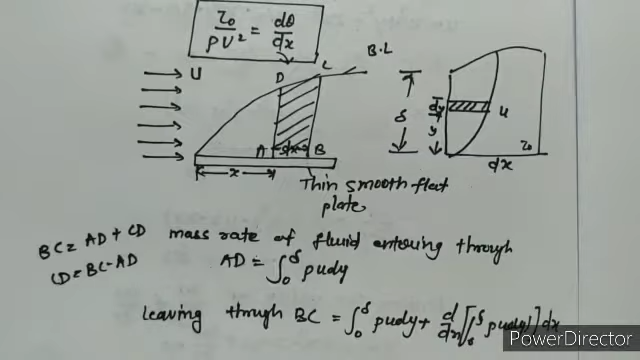 τ₀/ρU² = dθ/dx
B.L
U
D
C
A
dx
B
x
δ
dy
y
u
τ₀
dx
Thin smooth flat
plate
BC = AD + CD
CD = BC - AD
mass rate of fluid entering through
AD = ∫₀^δ ρudy
Leaving through BC = ∫₀^δ ρudy + d/dx [∫₀^δ ρudy] dx
PowerDirector